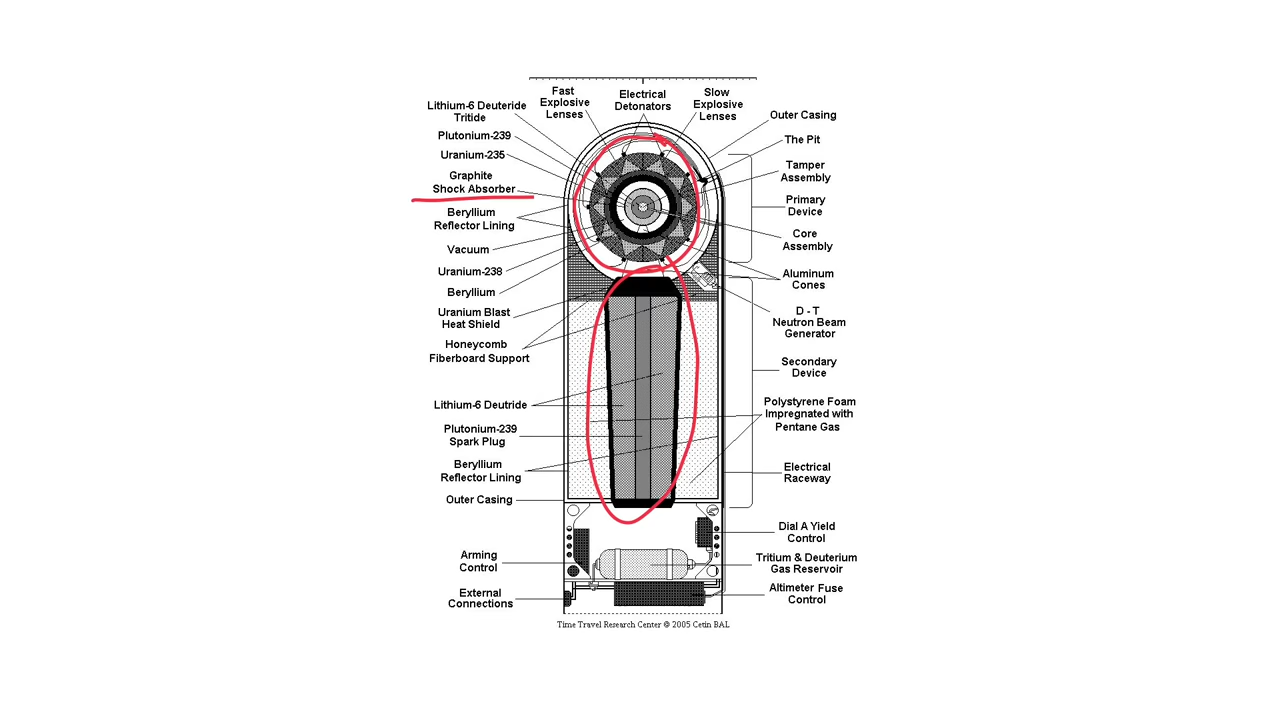 Fast
Explosive
Lenses
Electrical
Detonators
Slow
Explosive
Lenses
Lithium-6 Deuteride
Tritide
Plutonium-239
Uranium-235
Graphite
Shock Absorber
Beryllium
Reflector Lining
Vacuum
Uranium-238
Beryllium
Uranium Blast
Heat Shield
Honeycomb
Fiberboard Support
Lithium-6 Deutride
Plutonium-239
Spark Plug
Beryllium
Reflector Lining
Outer Casing
Arming
Control
External
Connections
Outer Casing
The Pit
Tamper
Assembly
Primary
Device
Core
Assembly
Aluminum
Cones
D - T
Neutron Beam
Generator
Secondary
Device
Polystyrene Foam
Impregnated with
Pentane Gas
Electrical
Raceway
Dial A Yield
Control
Tritium & Deuterium
Gas Reservoir
Altimeter Fuse
Control
Time Travel Research Center © 2005 Cetin BAL